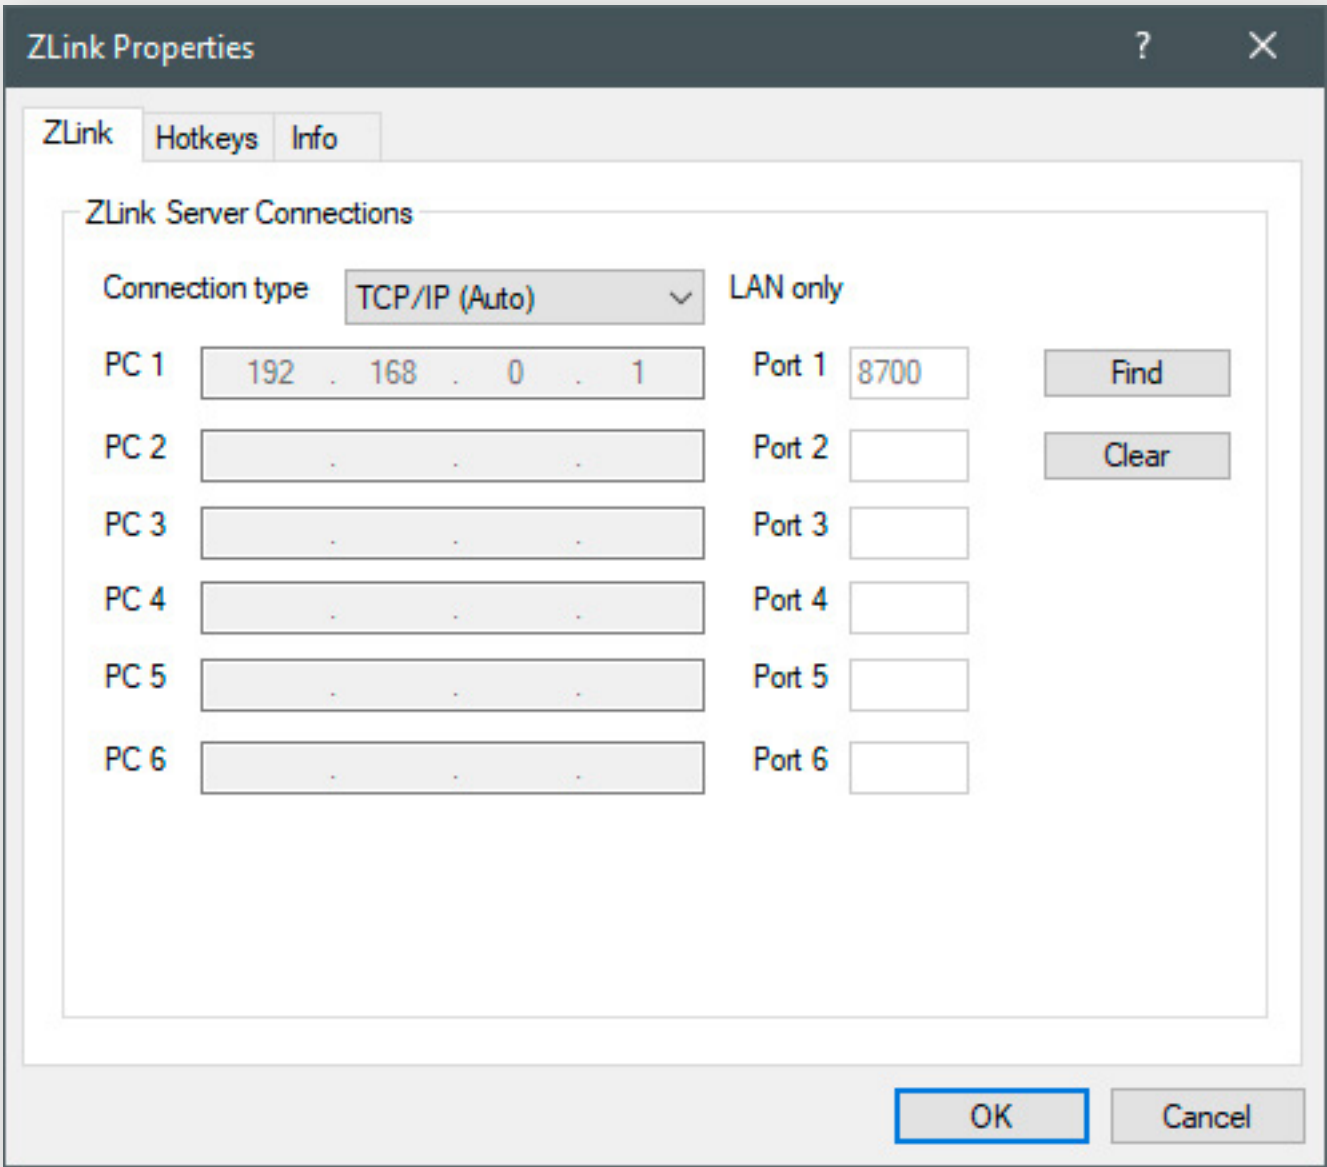 ZLink Properties ? ×
ZLink Hotkeys Info
ZLink Server Connections
Connection type TCP/IP (Auto) LAN only
PC 1 192 . 168 . 0 . 1 Port 1 8700 Find
PC 2 . . . Port 2 Clear
PC 3 . . . Port 3
PC 4 . . . Port 4
PC 5 . . . Port 5
PC 6 . . . Port 6
OK Cancel